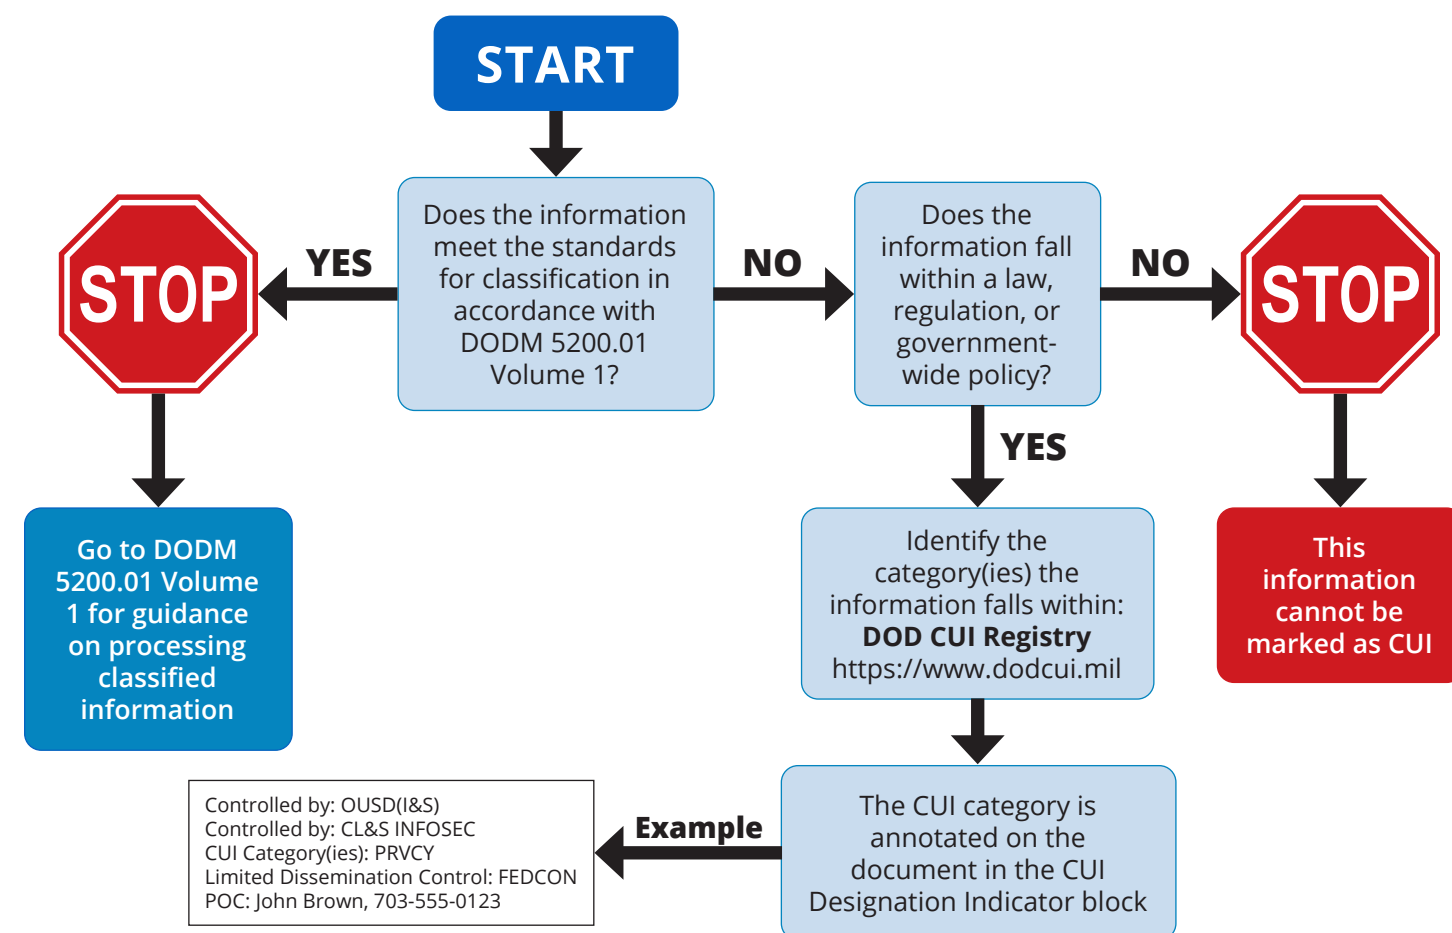 START
STOP
YES
Does the information
meet the standards
for classification in
accordance with
DODM 5200.01
Volume 1?
NO
Does the
information fall
within a law,
regulation, or
government-
wide policy?
NO
STOP
YES
Go to DODM
5200.01 Volume
1 for guidance
on processing
classified
information
Identify the
category(ies) the
information falls within:
DOD CUI Registry
https://www.dodcui.mil
This
information
cannot be
marked as CUI
Controlled by: OUSD(I&S)
Controlled by: CL&S INFOSEC
CUI Category(ies): PRVCY
Limited Dissemination Control: FEDCON
POC: John Brown, 703-555-0123
Example
The CUI category is
annotated on the
document in the CUI
Designation Indicator block